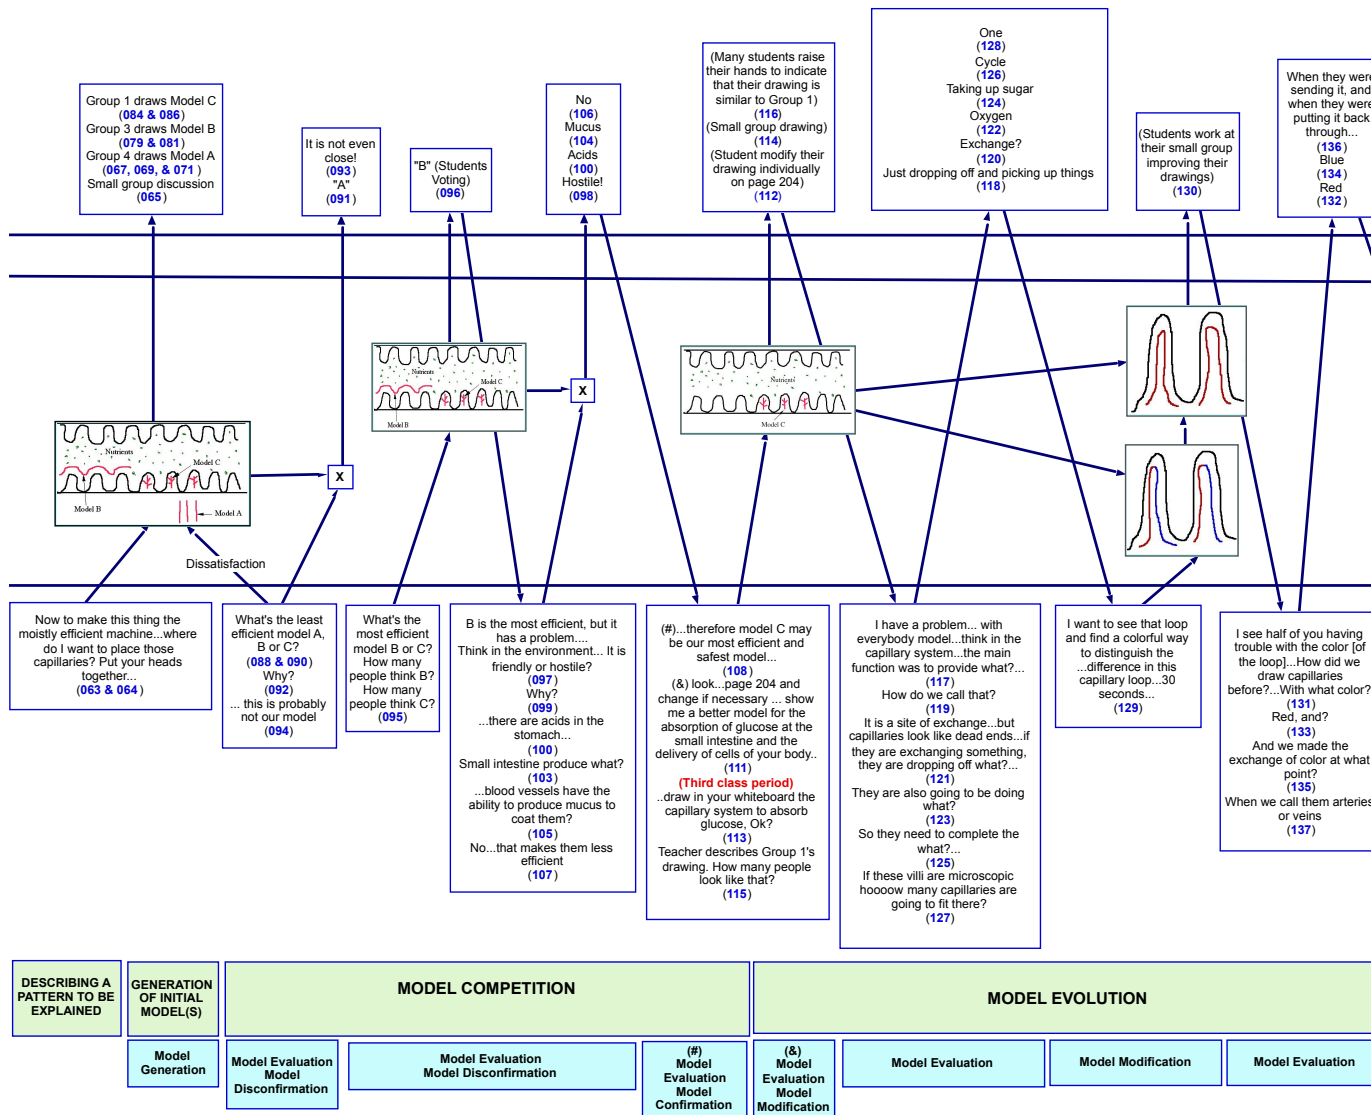 Group 1 draws Model C
(084 & 086)
Group 3 draws Model B
(079 & 081)
Group 4 draws Model A
(067, 069, & 071)
Small group discussion
(065)
It is not even
close!
(093)
"A"
(091)
"B" (Students
Voting)
(096)
No
(106)
Mucus
(104)
Acids
(100)
Hostile!
(098)
(Many students raise
their hands to indicate
that their drawing is
similar to Group 1)
(116)
(Small group drawing)
(114)
(Student modify their
drawing individually
on page 204)
(112)
One
(128)
Cycle
(126)
Taking up sugar
(124)
Oxygen
(122)
Exchange?
(120)
Just dropping off and picking up things
(118)
(Students work at
their small group
improving their
drawings)
(130)
When they were
sending it, and
when they were
putting it back
through...
(136)
Blue
(134)
Red
(132)
Nutrients
Model C
Model B
Model A
X
Nutrients
Model C
Model B
X
Nutrients
Model C
Dissatisfaction
Now to make this thing the
moistly efficient machine...where
do I want to place those
capillaries? Put your heads
together...
(063 & 064)
What's the least
efficient model A,
B or C?
(088 & 090)
Why?
(092)
... this is probably
not our model
(094)
What's the
most efficient
model B or C?
How many
people think B?
How many
people think C?
(095)
B is the most efficient, but it
has a problem....
Think in the environment... It is
friendly or hostile?
(097)
Why?
(099)
...there are acids in the
stomach...
(100)
Small intestine produce what?
(103)
...blood vessels have the
ability to produce mucus to
coat them?
(105)
No...that makes them less
efficient
(107)
(#)...therefore model C may
be our most efficient and
safest model...
(108)
(&) look...page 204 and
change if necessary ... show
me a better model for the
absorption of glucose at the
small intestine and the
delivery of cells of your body..
(111)
(Third class period)
..draw in your whiteboard the
capillary system to absorb
glucose, Ok?
(113)
Teacher describes Group 1's
drawing. How many people
look like that?
(115)
I have a problem... with
everybody model...think in the
capillary system...the main
function was to provide what?...
(117)
How do we call that?
(119)
It is a site of exchange...but
capillaries look like dead ends...if
they are exchanging something,
they are dropping off what?...
(121)
They are also going to be doing
what?
(123)
So they need to complete the
what?...
(125)
If these villi are microscopic
hoooow many capillaries are
going to fit there?
(127)
I want to see that loop
and find a colorful way
to distinguish the
...difference in this
capillary loop...30
seconds...
(129)
I see half of you having
trouble with the color [of
the loop]...How did we
draw capillaries
before?...With what color?
(131)
Red, and?
(133)
And we made the
exchange of color at what
point?
(135)
When we call them arteries
or veins
(137)
DESCRIBING A
PATTERN TO BE
EXPLAINED
GENERATION
OF INITIAL
MODEL(S)
MODEL COMPETITION
MODEL EVOLUTION
Model
Generation
Model Evaluation
Model
Disconfirmation
Model Evaluation
Model Disconfirmation
(#)
Model
Evaluation
Model
Confirmation
(&)
Model
Evaluation
Model
Modification
Model Evaluation
Model Modification
Model Evaluation